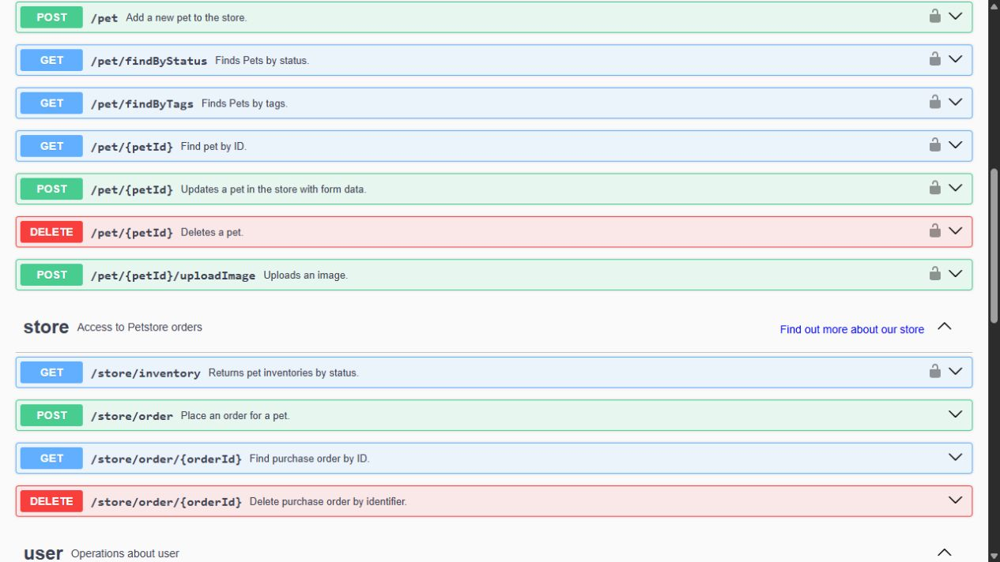 POST /pet Add a new pet to the store.
GET /pet/findByStatus Finds Pets by status.
GET /pet/findByTags Finds Pets by tags.
GET /pet/{petId} Find pet by ID.
POST /pet/{petId} Updates a pet in the store with form data.
DELETE /pet/{petId} Deletes a pet.
POST /pet/{petId}/uploadImage Uploads an image.
store Access to Petstore orders Find out more about our store
GET /store/inventory Returns pet inventories by status.
POST /store/order Place an order for a pet.
GET /store/order/{orderId} Find purchase order by ID.
DELETE /store/order/{orderId} Delete purchase order by identifier.
user Operations about user